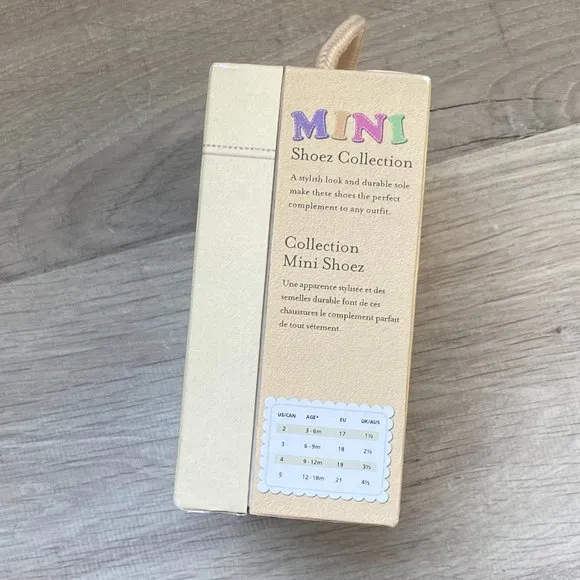 MINI
Shoez Collection
A stylish look and durable sole
make these shoes the perfect
complement to any outfit.
Collection
Mini Shoez
Une apparence stylisée et des
semelles durable font de ces
chaussures le complement parfait
de tout vêtement.
US/CAN AGE* EU UK/AUS
2 3-6m 17 1½
3 6-9m 18 2½
4 9-12m 19 3½
5 12-18m 21 4½